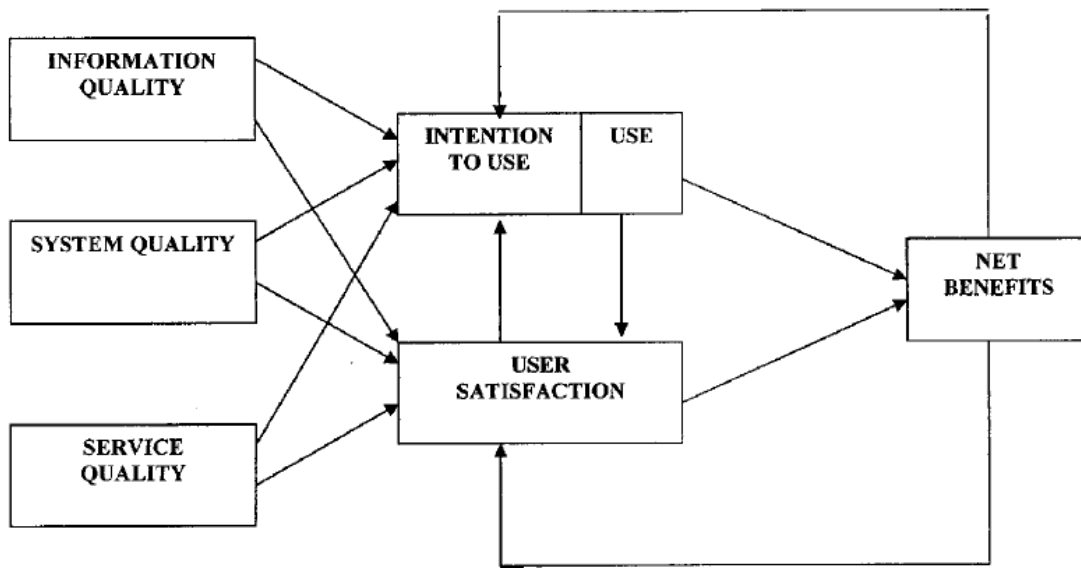 INFORMATION
QUALITY
SYSTEM QUALITY
SERVICE
QUALITY
INTENTION
TO USE
USE
USER
SATISFACTION
NET
BENEFITS